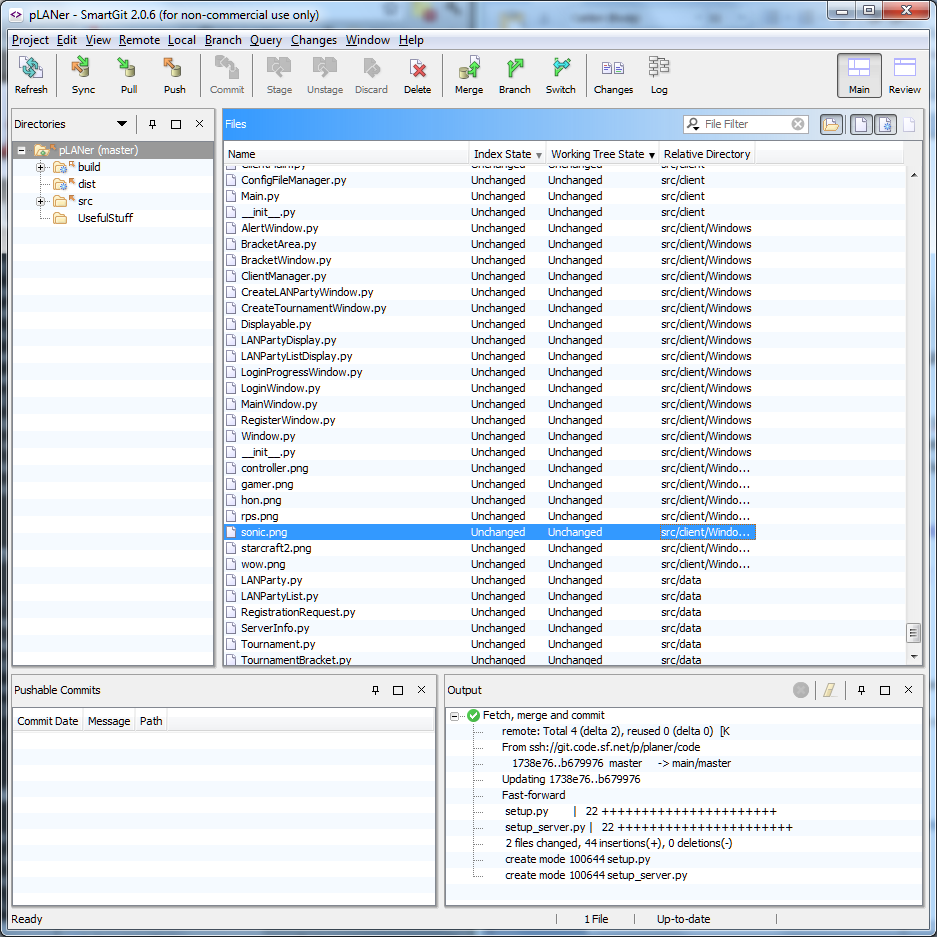 pLANer - SmartGit 2.0.6 (for non-commercial use only)
Project Edit View Remote Local Branch Query Changes Window Help
Refresh Sync Pull Push Commit Stage Unstage Discard Delete Merge Branch Switch Changes Log Main Review
Directories
pLANer (master)
build
dist
src
UsefulStuff
Files
File Filter
Name Index State Working Tree State Relative Directory
ClientMain.py Unchanged Unchanged src/client
ConfigFileManager.py Unchanged Unchanged src/client
Main.py Unchanged Unchanged src/client
__init__.py Unchanged Unchanged src/client
AlertWindow.py Unchanged Unchanged src/client/Windows
BracketArea.py Unchanged Unchanged src/client/Windows
BracketWindow.py Unchanged Unchanged src/client/Windows
ClientManager.py Unchanged Unchanged src/client/Windows
CreateLANPartyWindow.py Unchanged Unchanged src/client/Windows
CreateTournamentWindow.py Unchanged Unchanged src/client/Windows
Displayable.py Unchanged Unchanged src/client/Windows
LANPartyDisplay.py Unchanged Unchanged src/client/Windows
LANPartyListDisplay.py Unchanged Unchanged src/client/Windows
LoginProgressWindow.py Unchanged Unchanged src/client/Windows
LoginWindow.py Unchanged Unchanged src/client/Windows
MainWindow.py Unchanged Unchanged src/client/Windows
RegisterWindow.py Unchanged Unchanged src/client/Windows
Window.py Unchanged Unchanged src/client/Windows
__init__.py Unchanged Unchanged src/client/Windows
controller.png Unchanged Unchanged src/client/Windo...
gamer.png Unchanged Unchanged src/client/Windo...
hon.png Unchanged Unchanged src/client/Windo...
rps.png Unchanged Unchanged src/client/Windo...
sonic.png Unchanged Unchanged src/client/Windo...
starcraft2.png Unchanged Unchanged src/client/Windo...
wow.png Unchanged Unchanged src/client/Windo...
LANParty.py Unchanged Unchanged src/data
LANPartyList.py Unchanged Unchanged src/data
RegistrationRequest.py Unchanged Unchanged src/data
ServerInfo.py Unchanged Unchanged src/data
Tournament.py Unchanged Unchanged src/data
TournamentBracket.py Unchanged Unchanged src/data
Pushable Commits
Commit Date Message Path
Output
Fetch, merge and commit
remote: Total 4 (delta 2), reused 0 (delta 0) [K
From ssh://git.code.sf.net/p/planer/code
1738e76..b679976 master -> main/master
Updating 1738e76..b679976
Fast-forward
setup.py | 22 ++++++++++++++++++++++
setup_server.py | 22 ++++++++++++++++++++++
2 files changed, 44 insertions(+), 0 deletions(-)
create mode 100644 setup.py
create mode 100644 setup_server.py
Ready 1 File Up-to-date